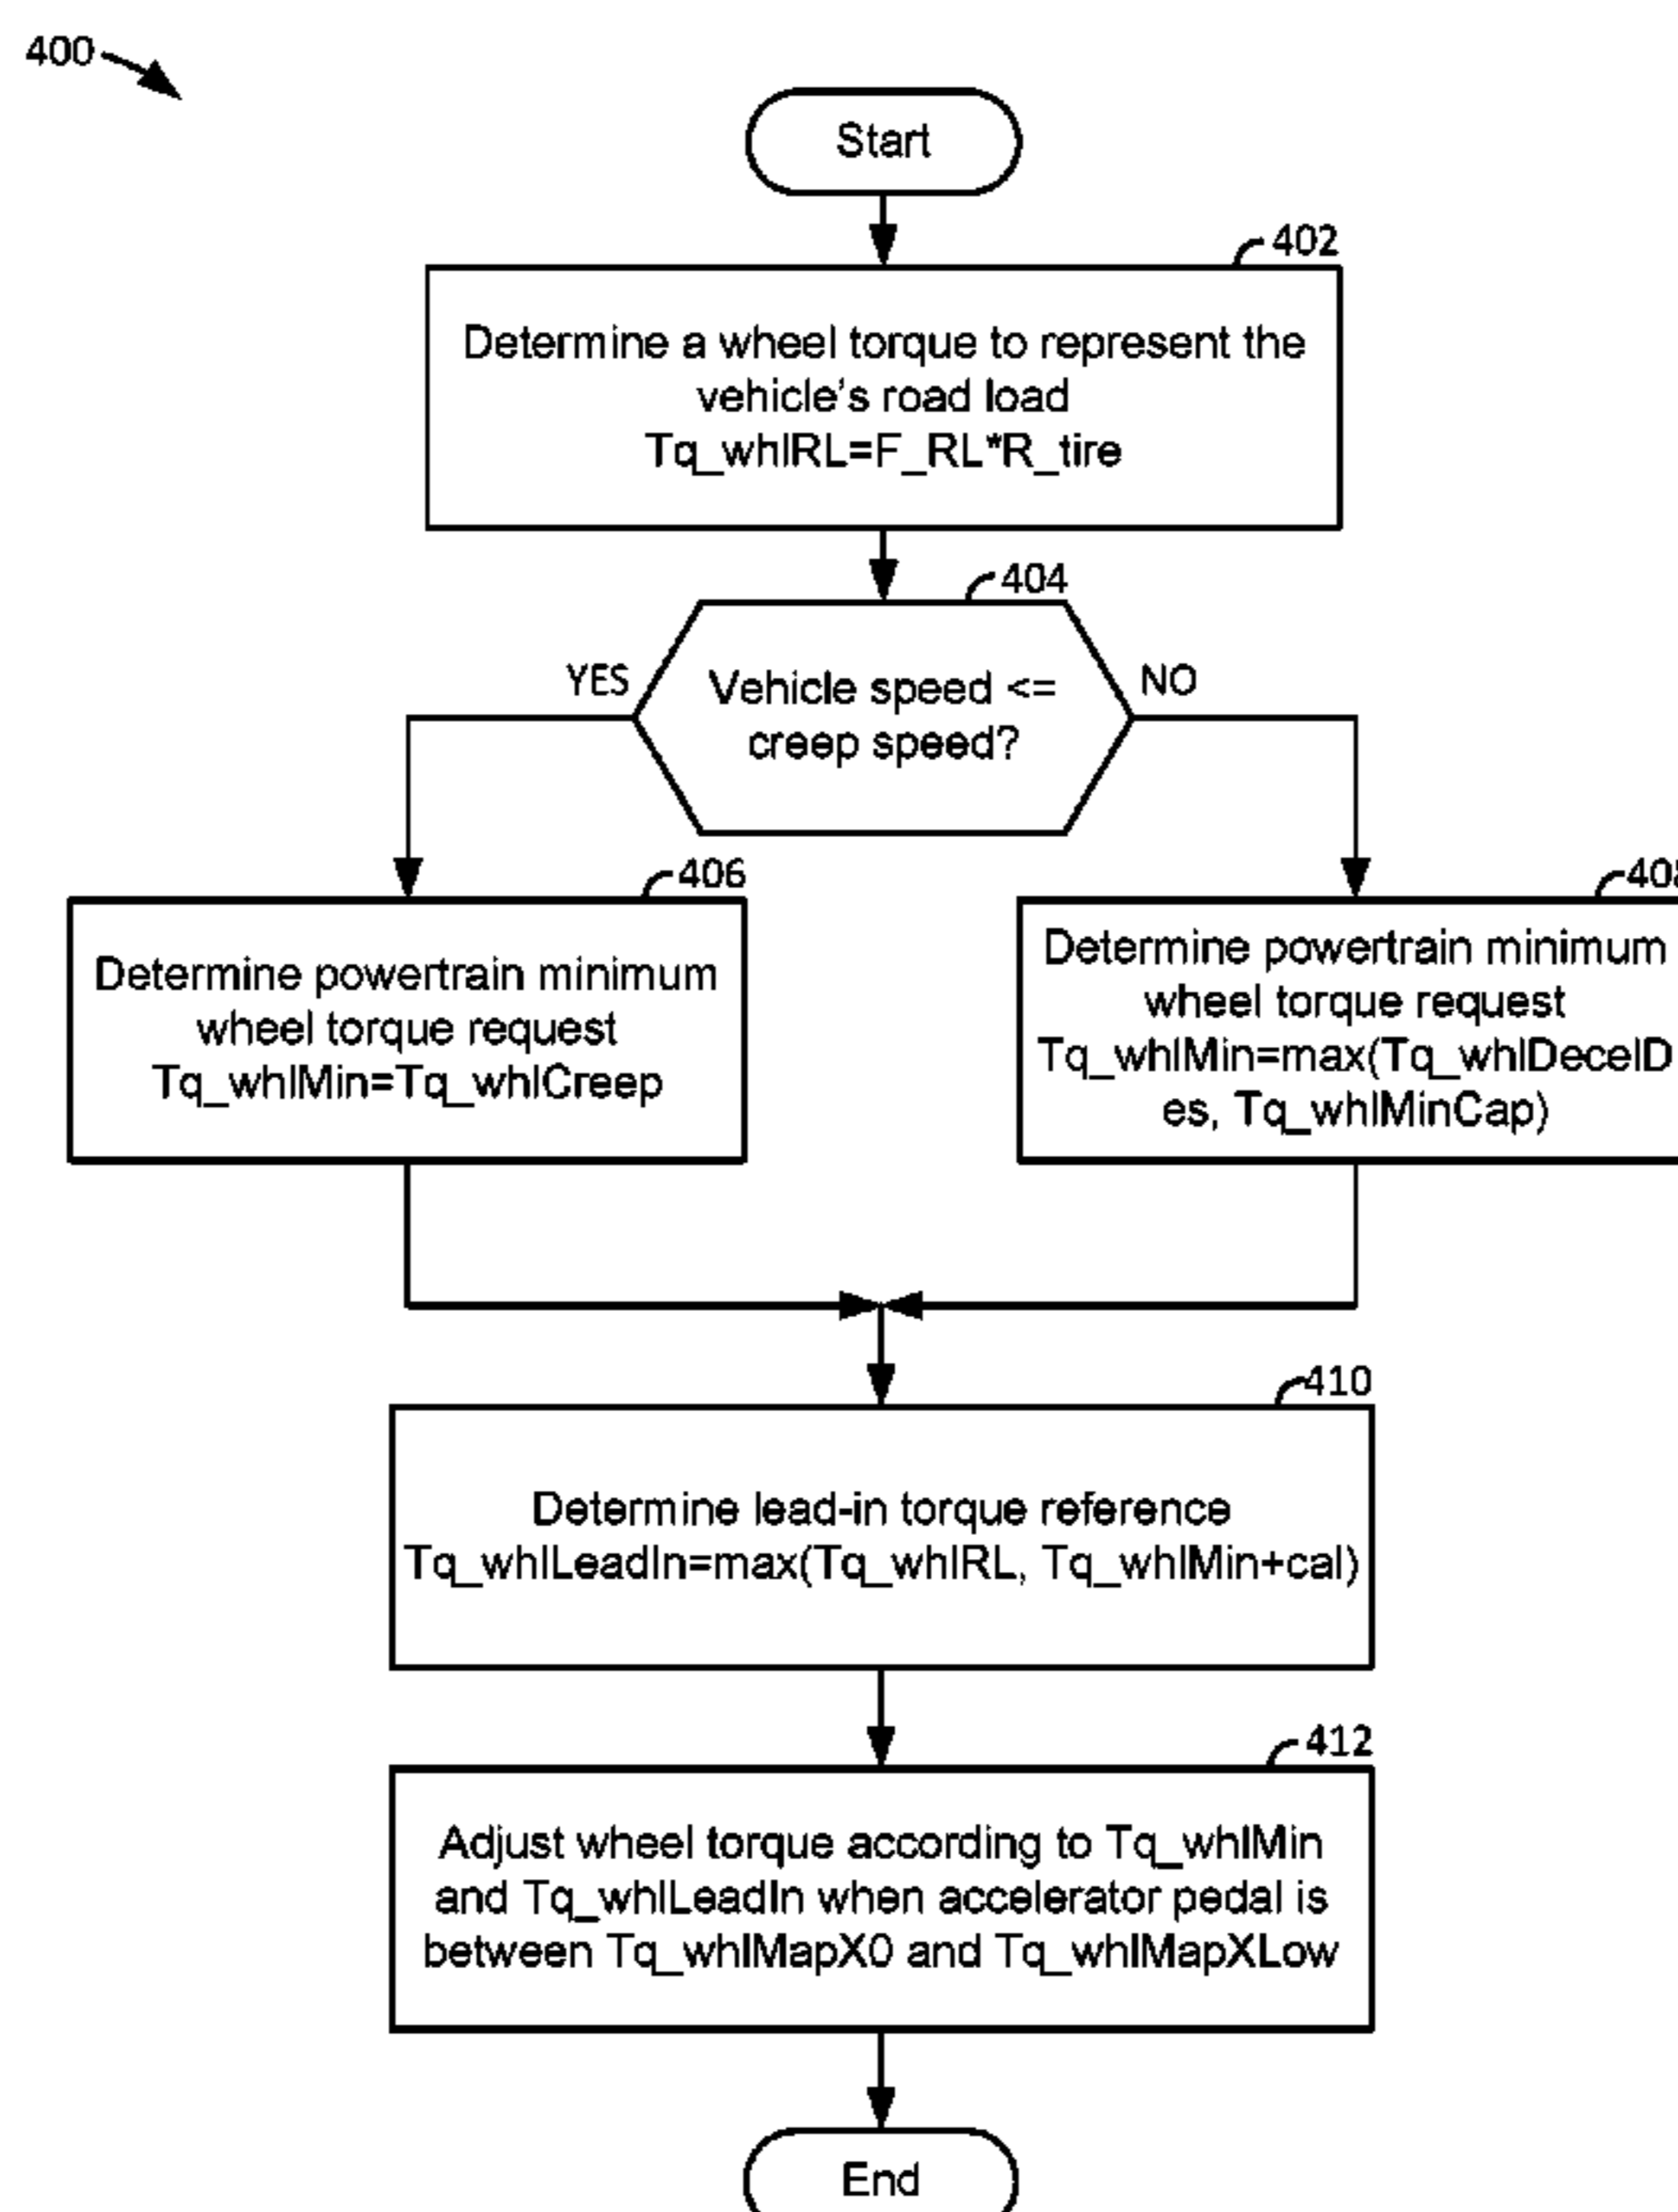 400
Start
402
Determine a wheel torque to represent the
vehicle's road load
Tq_whlRL=F_RL*R_tire
404
YES
Vehicle speed <=
creep speed?
NO
406
Determine powertrain minimum
wheel torque request
Tq_whlMin=Tq_whlCreep
408
Determine powertrain minimum
wheel torque request
Tq_whlMin=max(Tq_whlDecelD
es, Tq_whlMinCap)
410
Determine lead-in torque reference
Tq_whlLeadIn=max(Tq_whlRL, Tq_whlMin+cal)
412
Adjust wheel torque according to Tq_whlMin
and Tq_whlLeadIn when accelerator pedal is
between Tq_whlMapX0 and Tq_whlMapXLow
End